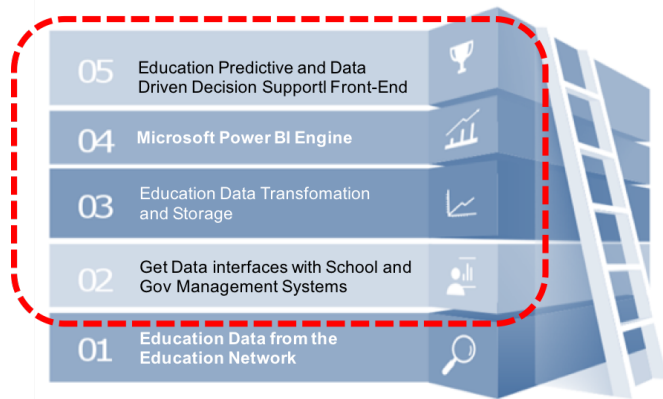 05
Education Predictive and Data
Driven Decision Supportl Front-End
04
Microsoft Power BI Engine
03
Education Data Transfomation
and Storage
02
Get Data interfaces with School and
Gov Management Systems
01
Education Data from the
Education Network